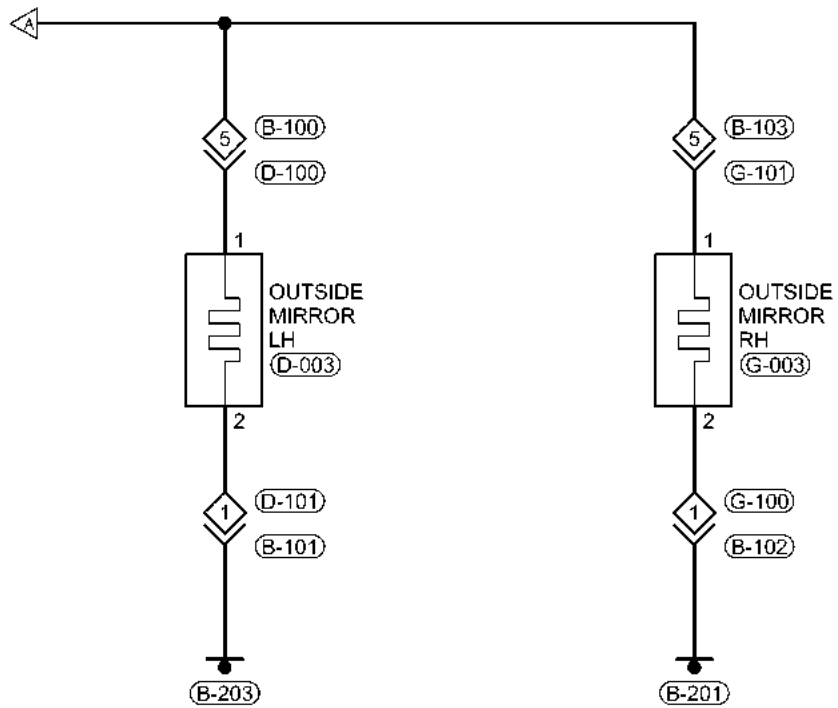 A
5
B-100
D-100
5
B-103
G-101
1
OUTSIDE
MIRROR
LH
D-003
2
1
OUTSIDE
MIRROR
RH
G-003
2
1
D-101
B-101
1
G-100
B-102
B-203
B-201